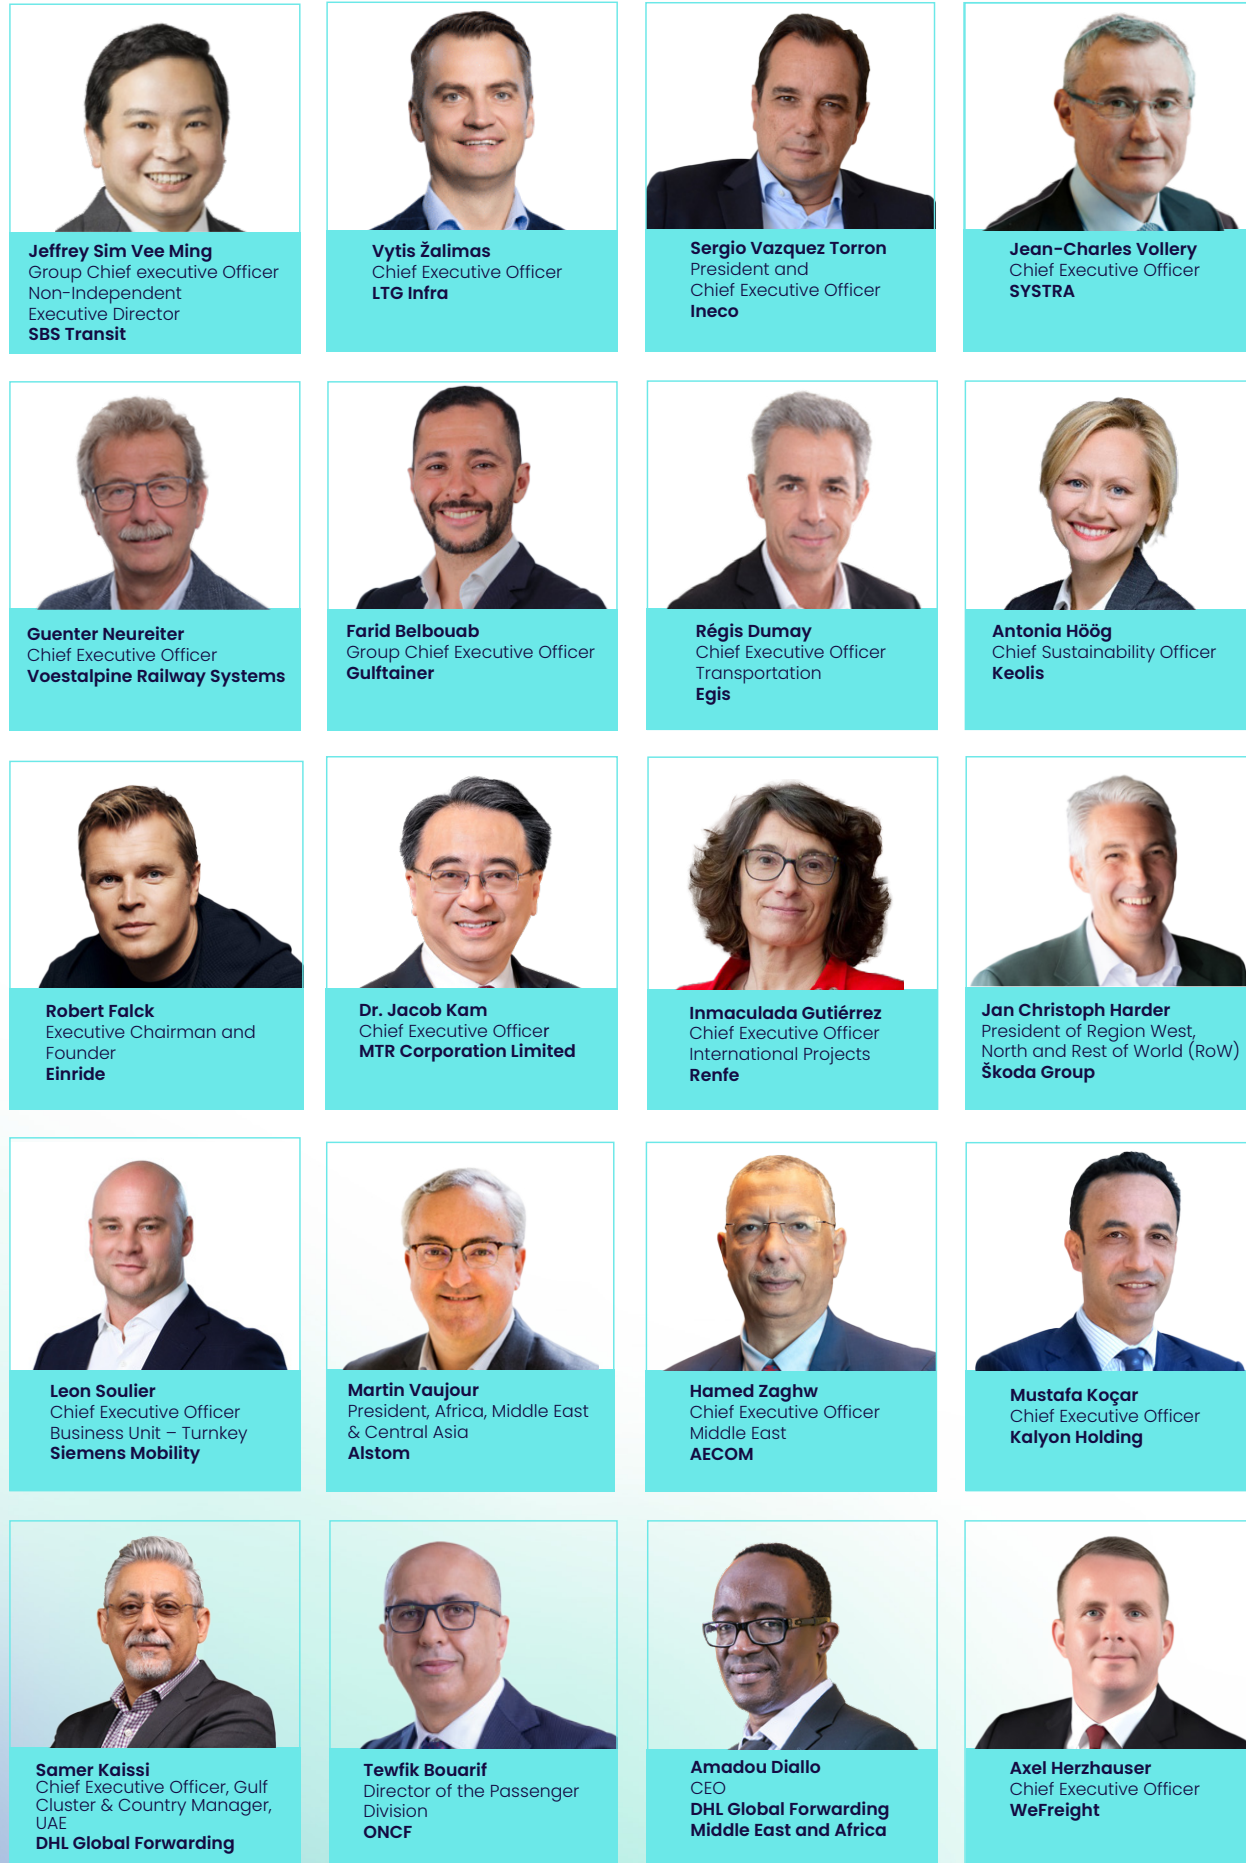 Jeffrey Sim Vee Ming
Group Chief executive Officer
Non-Independent
Executive Director
SBS Transit
Vytis Žalimas
Chief Executive Officer
LTG Infra
Sergio Vazquez Torron
President and
Chief Executive Officer
Ineco
Jean-Charles Vollery
Chief Executive Officer
SYSTRA
Guenter Neureiter
Chief Executive Officer
Voestalpine Railway Systems
Farid Belbouab
Group Chief Executive Officer
Gulftainer
Régis Dumay
Chief Executive Officer
Transportation
Egis
Antonia Höög
Chief Sustainability Officer
Keolis
Robert Falck
Executive Chairman and
Founder
Einride
Dr. Jacob Kam
Chief Executive Officer
MTR Corporation Limited
Inmaculada Gutiérrez
Chief Executive Officer
International Projects
Renfe
Jan Christoph Harder
President of Region West,
North and Rest of World (RoW)
Škoda Group
Leon Soulier
Chief Executive Officer
Business Unit – Turnkey
Siemens Mobility
Martin Vaujour
President, Africa, Middle East
& Central Asia
Alstom
Hamed Zaghw
Chief Executive Officer
Middle East
AECOM
Mustafa Koçar
Chief Executive Officer
Kalyon Holding
Samer Kaissi
Chief Executive Officer, Gulf
Cluster & Country Manager,
UAE
DHL Global Forwarding
Tewfik Bouarif
Director of the Passenger
Division
ONCF
Amadou Diallo
CEO
DHL Global Forwarding
Middle East and Africa
Axel Herzhauser
Chief Executive Officer
WeFreight